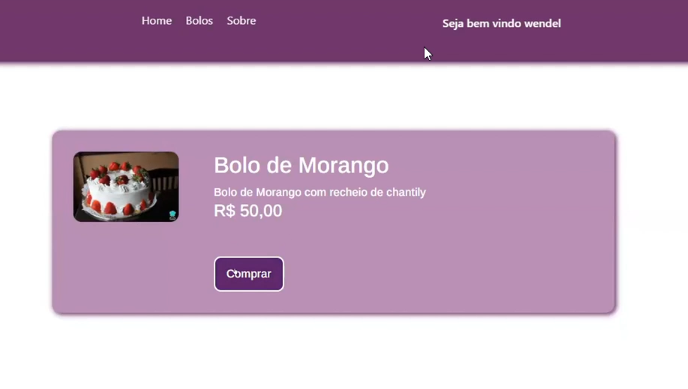 Home Bolos Sobre
Seja bem vindo wendel
Bolo de Morango
Bolo de Morango com recheio de chantily
R$ 50,00
Comprar